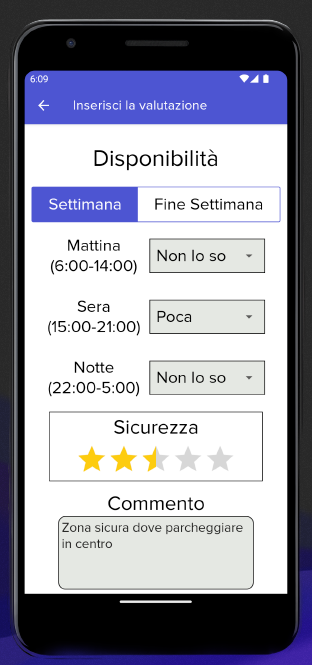 6:09
Inserisci la valutazione
Disponibilità
Settimana
Fine Settimana
Mattina
(6:00-14:00)
Non lo so
Sera
(15:00-21:00)
Poca
Notte
(22:00-5:00)
Non lo so
Sicurezza
Commento
Zona sicura dove parcheggiare
in centro